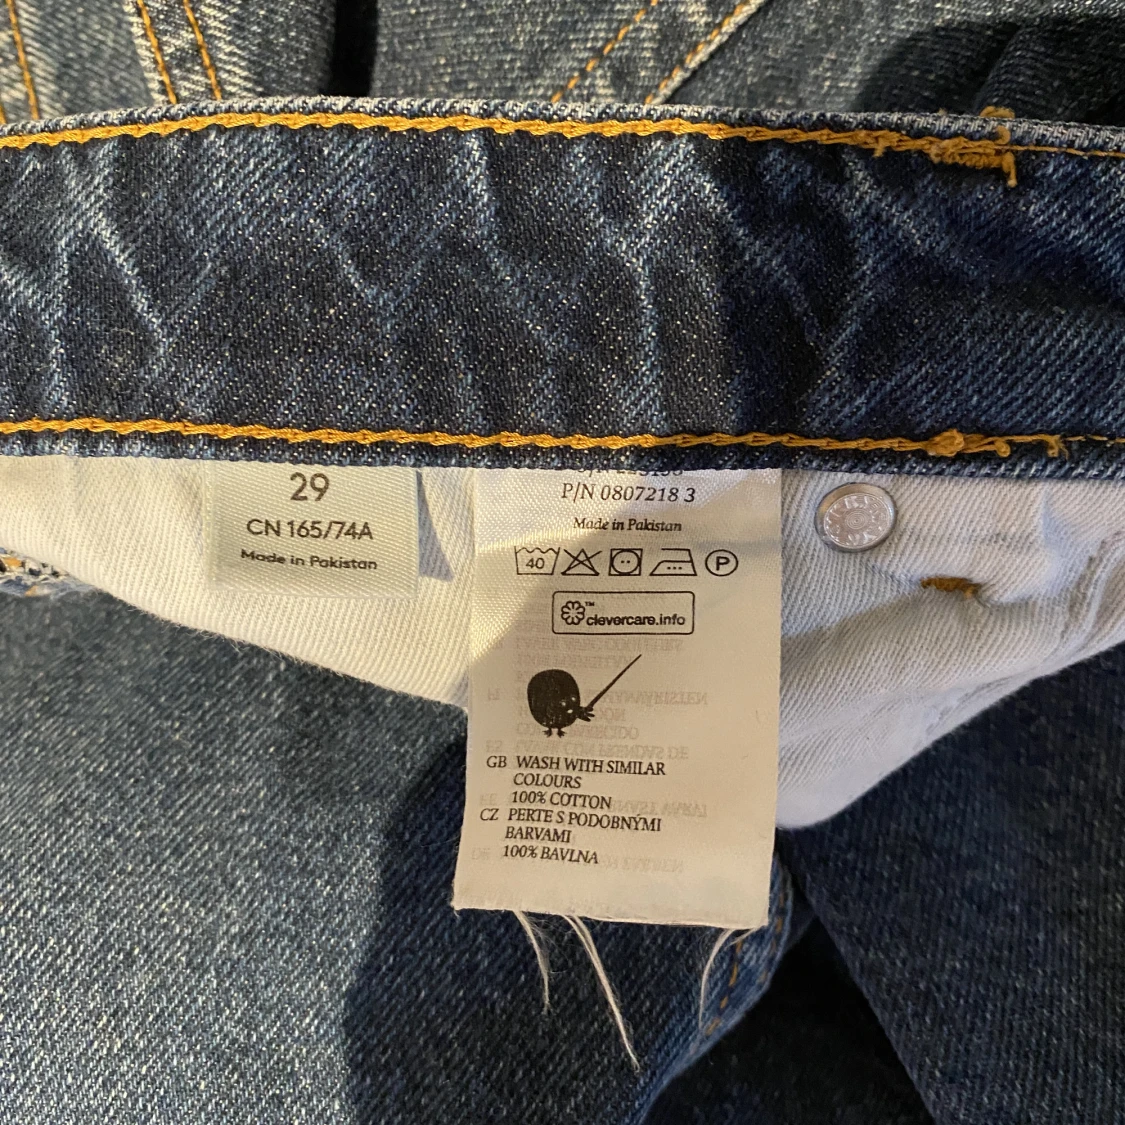 29
CN 165/74A
Made in Pakistan
P/N 0807218 3
Made in Pakistan
40
P
clevercare.info
GB WASH WITH SIMILAR
COLOURS
100% COTTON
CZ PERTE S PODOBNÝMI
BARVAMI
100% BAVLNA